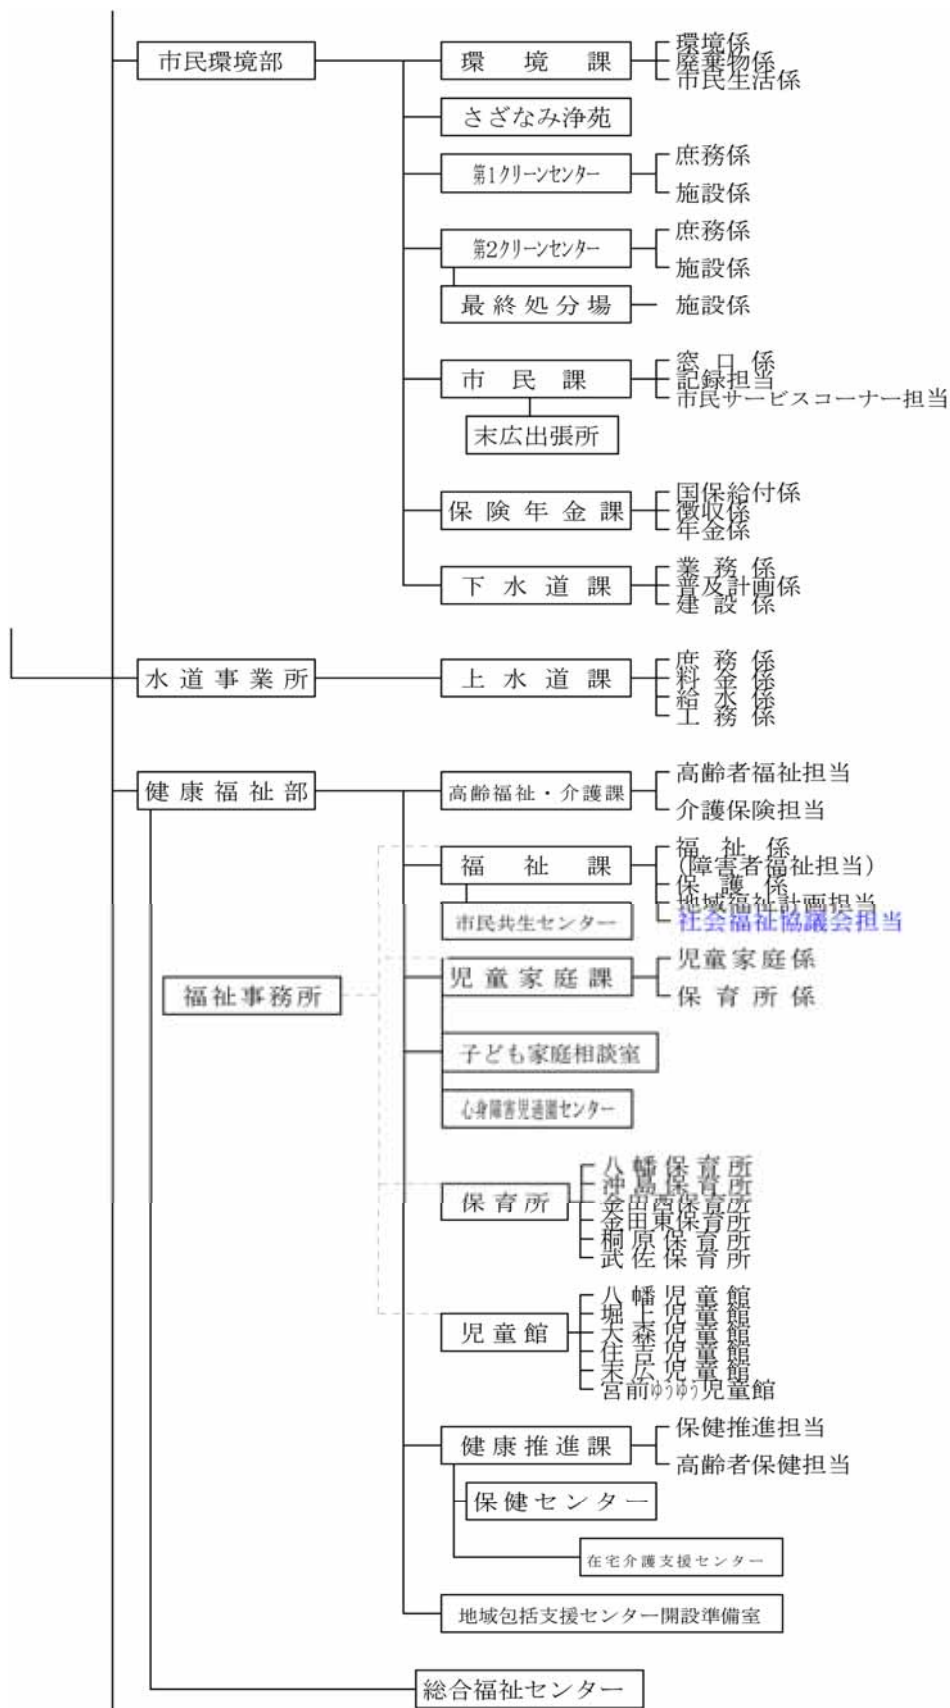 市民環境部
環境課
環境係
廃棄物係
市民生活係
さざなみ浄苑
第1クリーンセンター
庶務係
施設係
第2クリーンセンター
庶務係
施設係
最終処分場
施設係
市民課
窓口係
記録担当
市民サービスコーナー担当
末広出張所
保険年金課
国保給付係
徴収係
年金係
下水道課
業務係
普及計画係
建設係
水道事業所
上水道課
庶務係
料金係
給水係
工務係
健康福祉部
高齢福祉・介護課
高齢者福祉担当
介護保険担当
福祉課
福祉係
(障害者福祉担当)
保護係
地域福祉計画担当
社会福祉協議会担当
市民共生センター
福祉事務所
児童家庭課
児童家庭係
保育所係
子ども家庭相談室
心身障害児通園センター
保育所
八幡保育所
沖島保育所
金田西保育所
金田東保育所
桐原保育所
武佐保育所
児童館
八幡児童館
堀上児童館
大森児童館
住吉児童館
末広児童館
宮前ゆうゆう児童館
健康推進課
保健推進担当
高齢者保健担当
保健センター
在宅介護支援センター
地域包括支援センター開設準備室
総合福祉センター